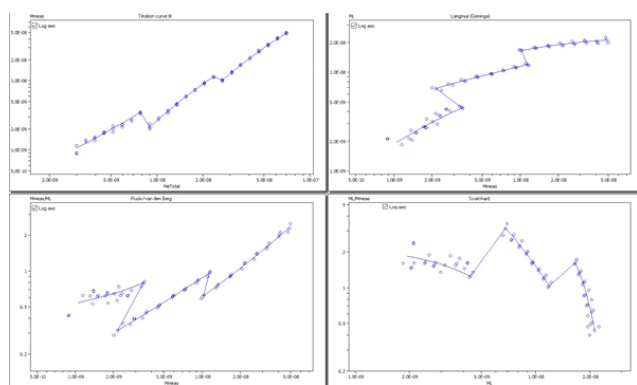 Mmeas
Titration curve fit
Log axes
5.0E-08
2.0E-08
1.0E-08
5.0E-09
2.0E-09
1.0E-09
5.0E-10
2.0E-09
5.0E-09
1.0E-08
2.0E-08
5.0E-08
1.0E-07
MeTotal
ML
Langmuir (Gerringa)
Log axes
2.0E-08
1.0E-08
5.0E-09
2.0E-09
1.0E-09
5.0E-10
1.0E-09
2.0E-09
5.0E-09
1.0E-08
2.0E-08
5.0E-08
Mmeas
Mmeas/ML
Ruzic/van den Berg
Log axes
2
1
0.5
0.2
5.0E-10
1.0E-09
2.0E-09
5.0E-09
1.0E-08
2.0E-08
5.0E-08
Mmeas
ML/Mmeas
Scatchard
Log axes
5
2
1
0.5
0.2
1.0E-09
2.0E-09
5.0E-09
1.0E-08
2.0E-08
ML